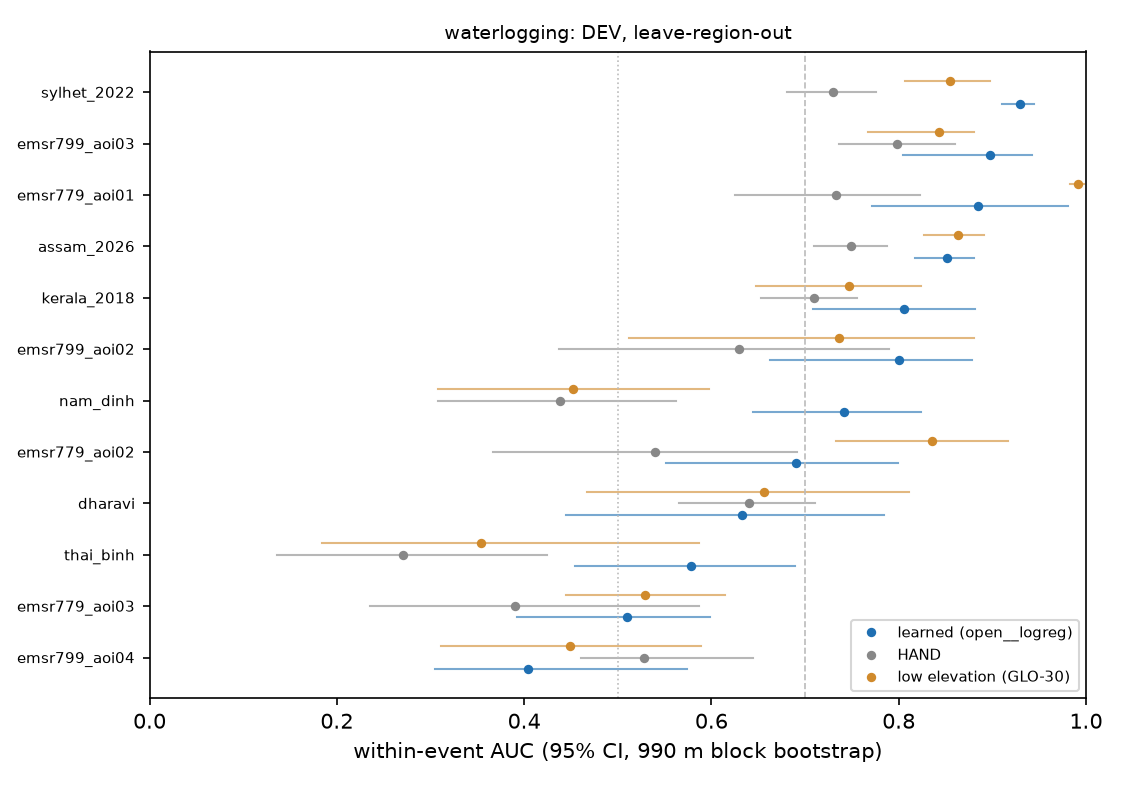 waterlogging: DEV, leave-region-out
sylhet_2022
emsr799_aoi03
emsr779_aoi01
assam_2026
kerala_2018
emsr799_aoi02
nam_dinh
emsr779_aoi02
dharavi
thai_binh
emsr779_aoi03
emsr799_aoi04
learned (open__logreg)
HAND
low elevation (GLO-30)
0.0 0.2 0.4 0.6 0.8 1.0
within-event AUC (95% CI, 990 m block bootstrap)